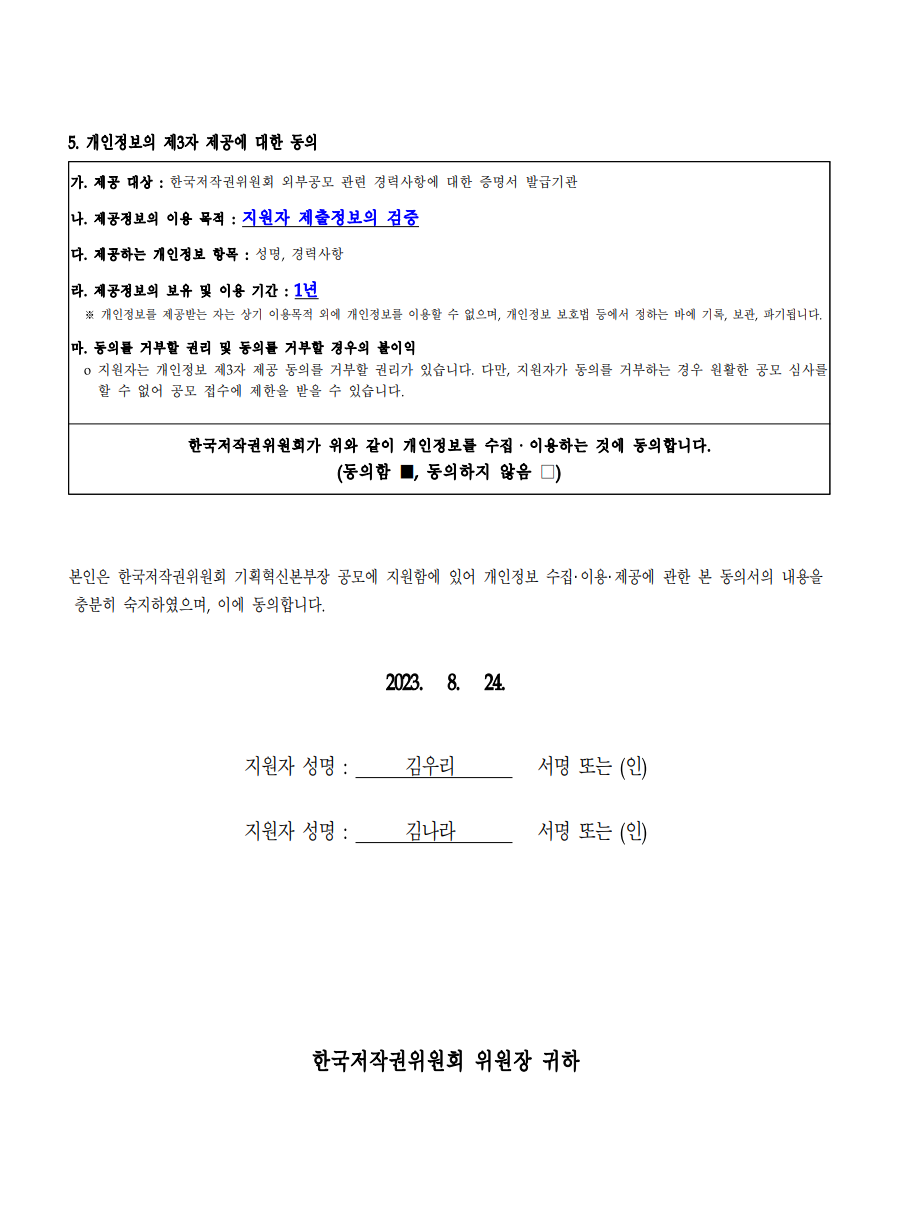 5. 개인정보의 제3자 제공에 대한 동의
가. 제공 대상 : 한국저작권위원회 외부공모 관련 경력사항에 대한 증명서 발급기관
나. 제공정보의 이용 목적 : 지원자 제출정보의 검증
다. 제공하는 개인정보 항목 : 성명, 경력사항
라. 제공정보의 보유 및 이용 기간 : 1년
※ 개인정보를 제공받는 자는 상기 이용목적 외에 개인정보를 이용할 수 없으며, 개인정보 보호법 등에서 정하는 바에 기록, 보관, 파기됩니다.
마. 동의를 거부할 권리 및 동의를 거부할 경우의 불이익
o 지원자는 개인정보 제3자 제공 동의를 거부할 권리가 있습니다. 다만, 지원자가 동의를 거부하는 경우 원활한 공모 심사를
할 수 없어 공모 접수에 제한을 받을 수 있습니다.
한국저작권위원회가 위와 같이 개인정보를 수집ㆍ이용하는 것에 동의합니다.
(동의함 ■, 동의하지 않음 □)
본인은 한국저작권위원회 기획혁신본부장 공모에 지원함에 있어 개인정보 수집·이용·제공에 관한 본 동의서의 내용을
충분히 숙지하였으며, 이에 동의합니다.
2023. 8. 24.
지원자 성명 : 김우리 서명 또는 (인)
지원자 성명 : 김나라 서명 또는 (인)
한국저작권위원회 위원장 귀하